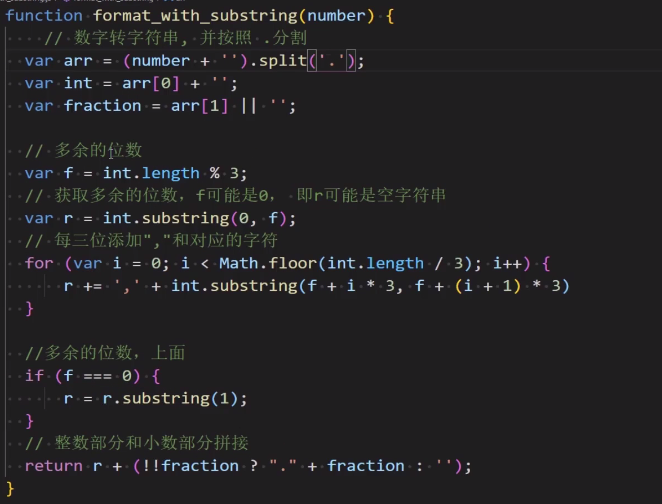 function format_with_substring(number) {
// 数字转字符串, 并按照 .分割
var arr = (number + '').split('.');
var int = arr[0] + '';
var fraction = arr[1] || '';
// 多余的位数
var f = int.length % 3;
// 获取多余的位数，f可能是0， 即r可能是空字符串
var r = int.substring(0, f);
// 每三位添加","和对应的字符
for (var i = 0; i < Math.floor(int.length / 3); i++) {
r += ',' + int.substring(f + i * 3, f + (i + 1) * 3)
}
//多余的位数，上面
if (f === 0) {
r = r.substring(1);
}
// 整数部分和小数部分拼接
return r + (!!fraction ? "." + fraction : '');
}